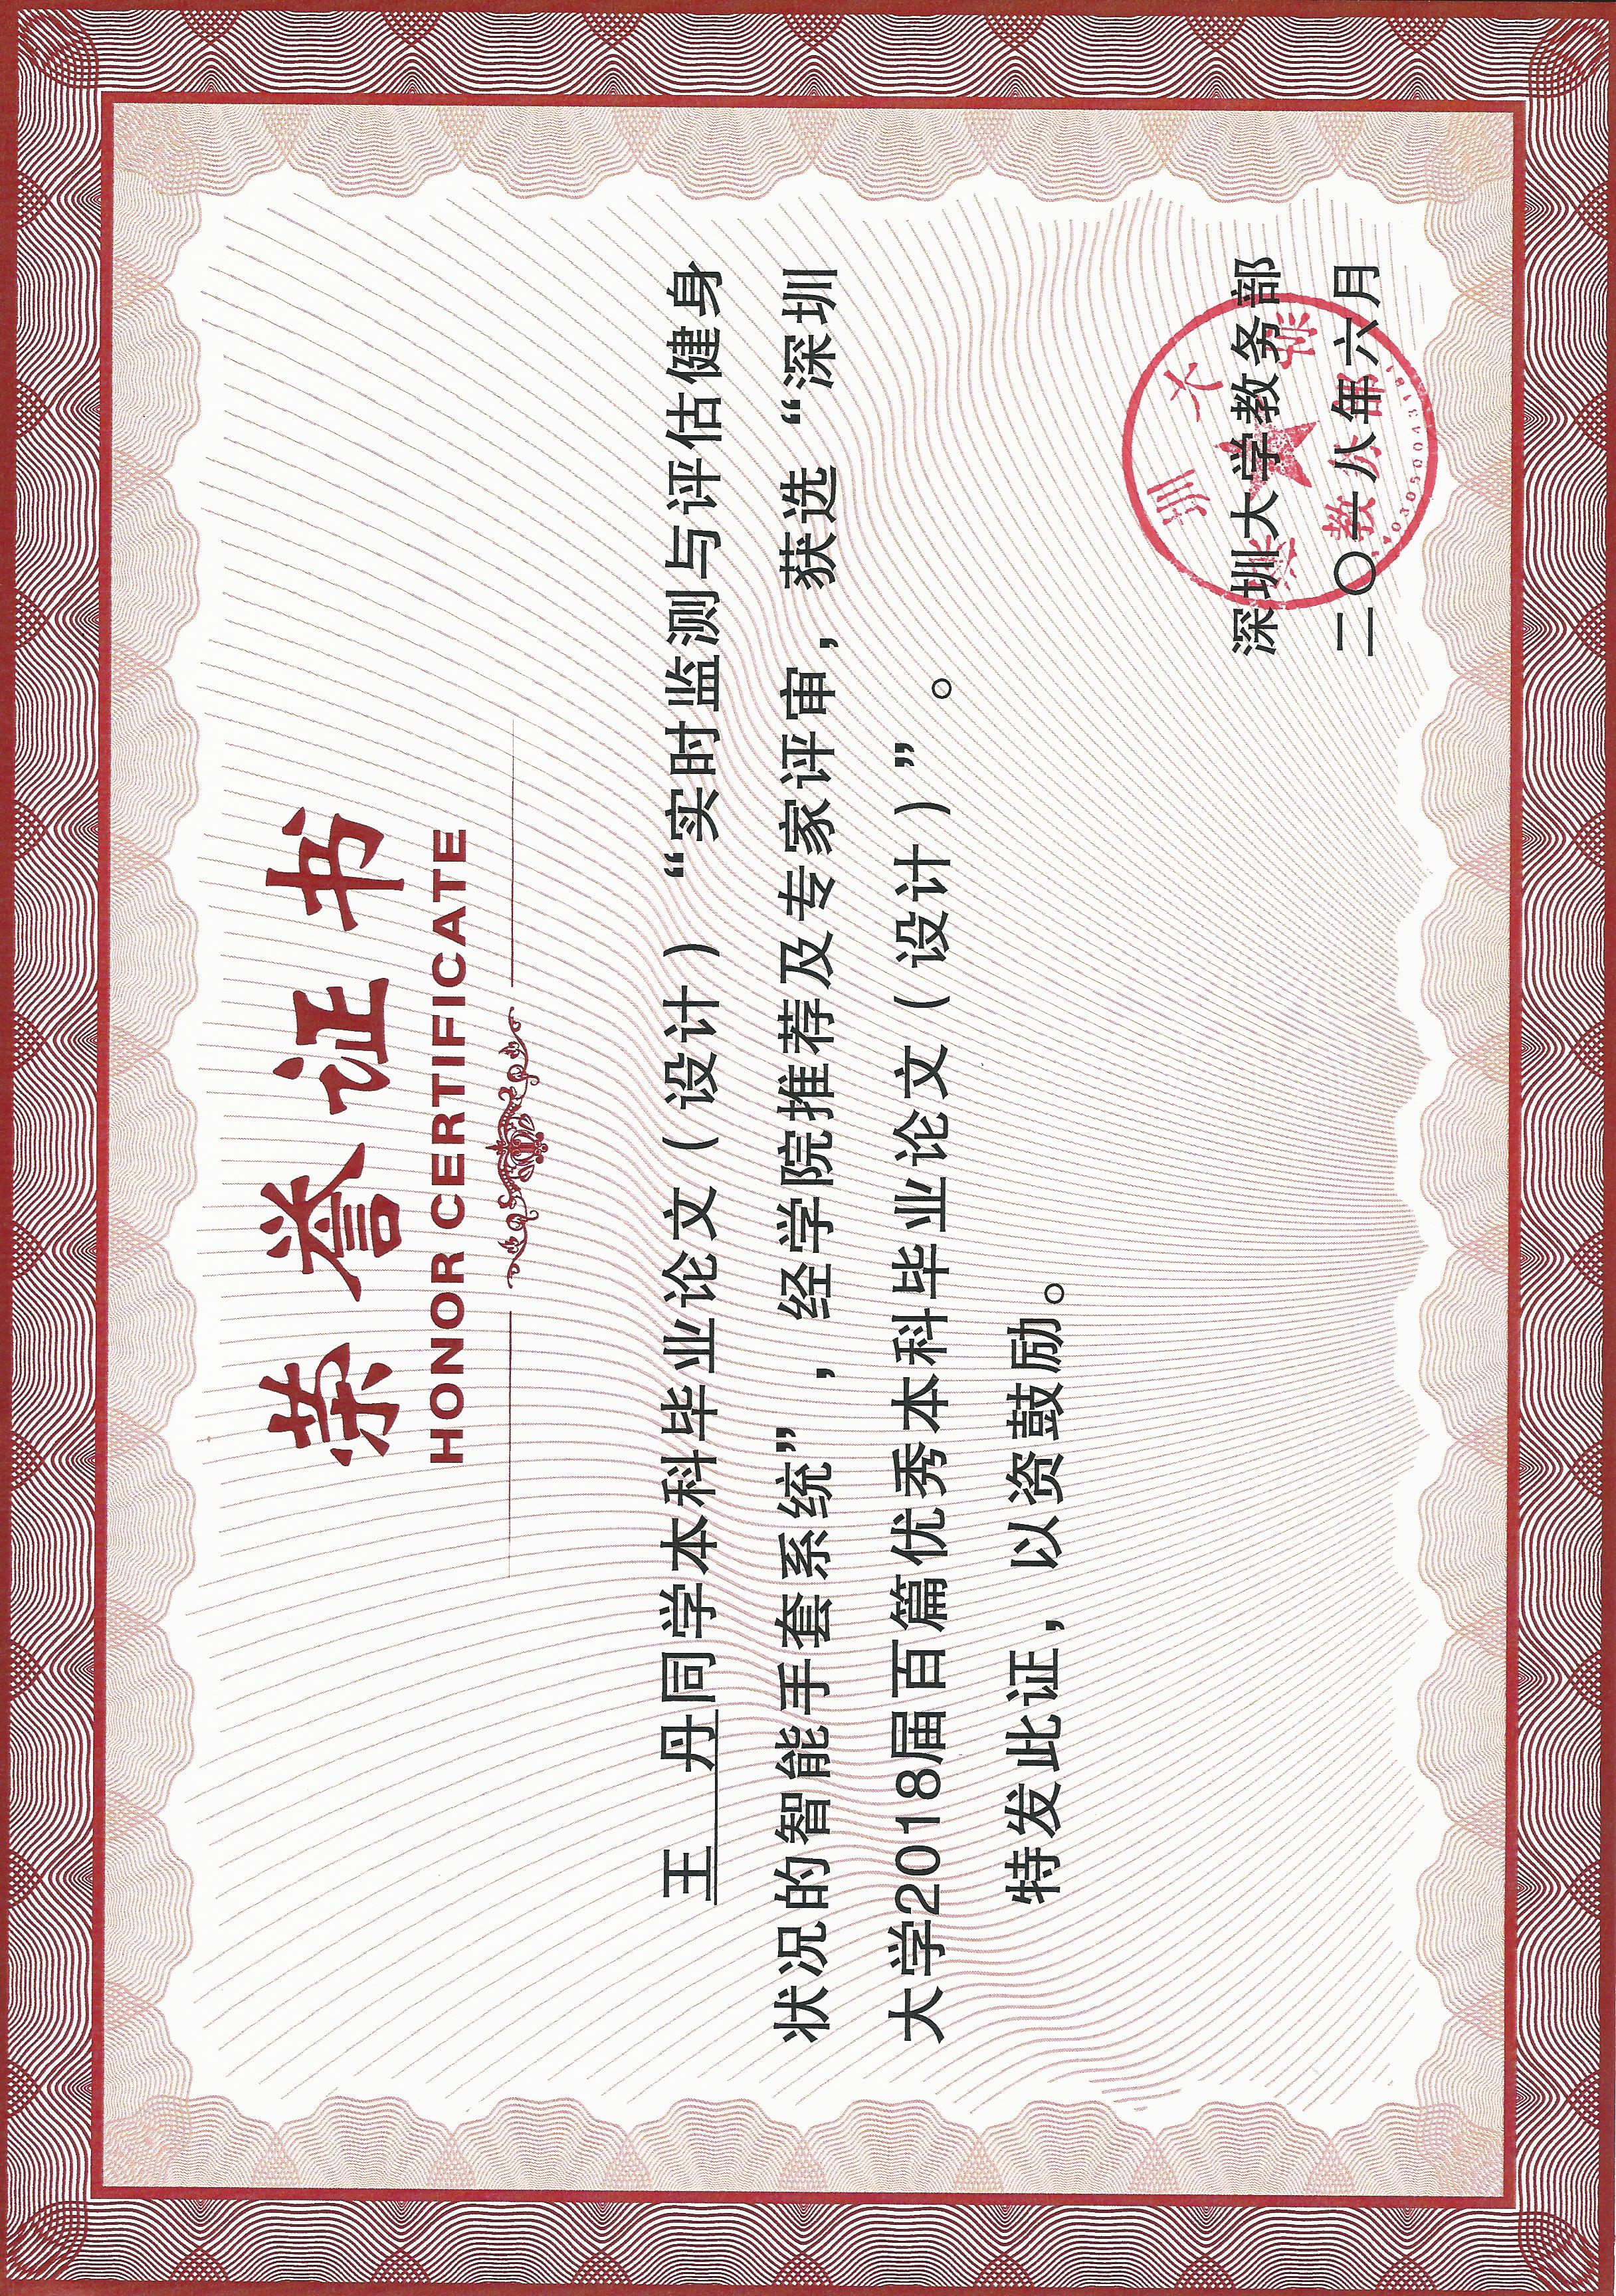 荣誉证书
HONOR CERTIFICATE
王　丹同学本科毕业论文（设计）“实时监测与评估健身
状况的智能手套系统”，经学院推荐及专家评审，获选“深圳
大学2018届百篇优秀本科毕业论文（设计）”。
特发此证，以资鼓励。
深圳大学教务部
二〇一八年六月
深圳大学
教务部